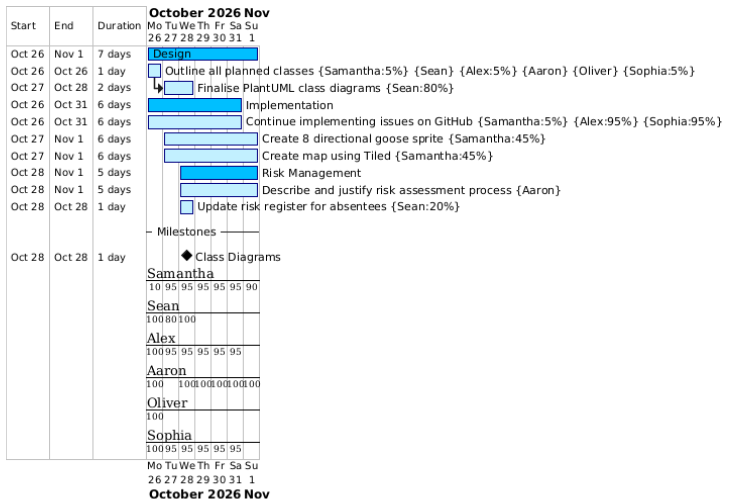 October 2026 Nov
Start End Duration Mo Tu We Th Fr Sa Su
26 27 28 29 30 31 1
Oct 26 Nov 1 7 days Design
Oct 26 Oct 26 1 day Outline all planned classes {Samantha:5%} {Sean} {Alex:5%} {Aaron} {Oliver} {Sophia:5%}
Oct 27 Oct 28 2 days Finalise PlantUML class diagrams {Sean:80%}
Oct 26 Oct 31 6 days Implementation
Oct 26 Oct 31 6 days Continue implementing issues on GitHub {Samantha:5%} {Alex:95%} {Sophia:95%}
Oct 27 Nov 1 6 days Create 8 directional goose sprite {Samantha:45%}
Oct 27 Nov 1 6 days Create map using Tiled {Samantha:45%}
Oct 28 Nov 1 5 days Risk Management
Oct 28 Nov 1 5 days Describe and justify risk assessment process {Aaron}
Oct 28 Oct 28 1 day Update risk register for absentees {Sean:20%}
Milestones
Oct 28 Oct 28 1 day Class Diagrams
Samantha
10 95 95 95 95 95 90
Sean
100 80 100
Alex
100 95 95 95 95 95
Aaron
100 100 100 100 100 100
Oliver
100
Sophia
100 95 95 95 95 95
Mo Tu We Th Fr Sa Su
26 27 28 29 30 31 1
October 2026 Nov